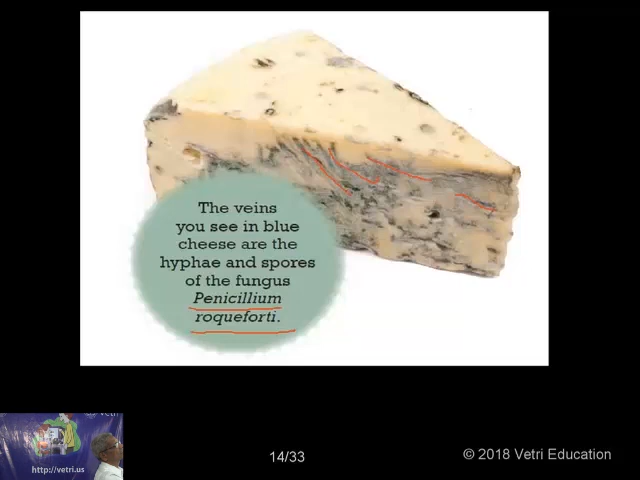 The veins
you see in blue
cheese are the
hyphae and spores
of the fungus
Penicillium
roqueforti.
http://vetri.us
14/33
© 2018 Vetri Education